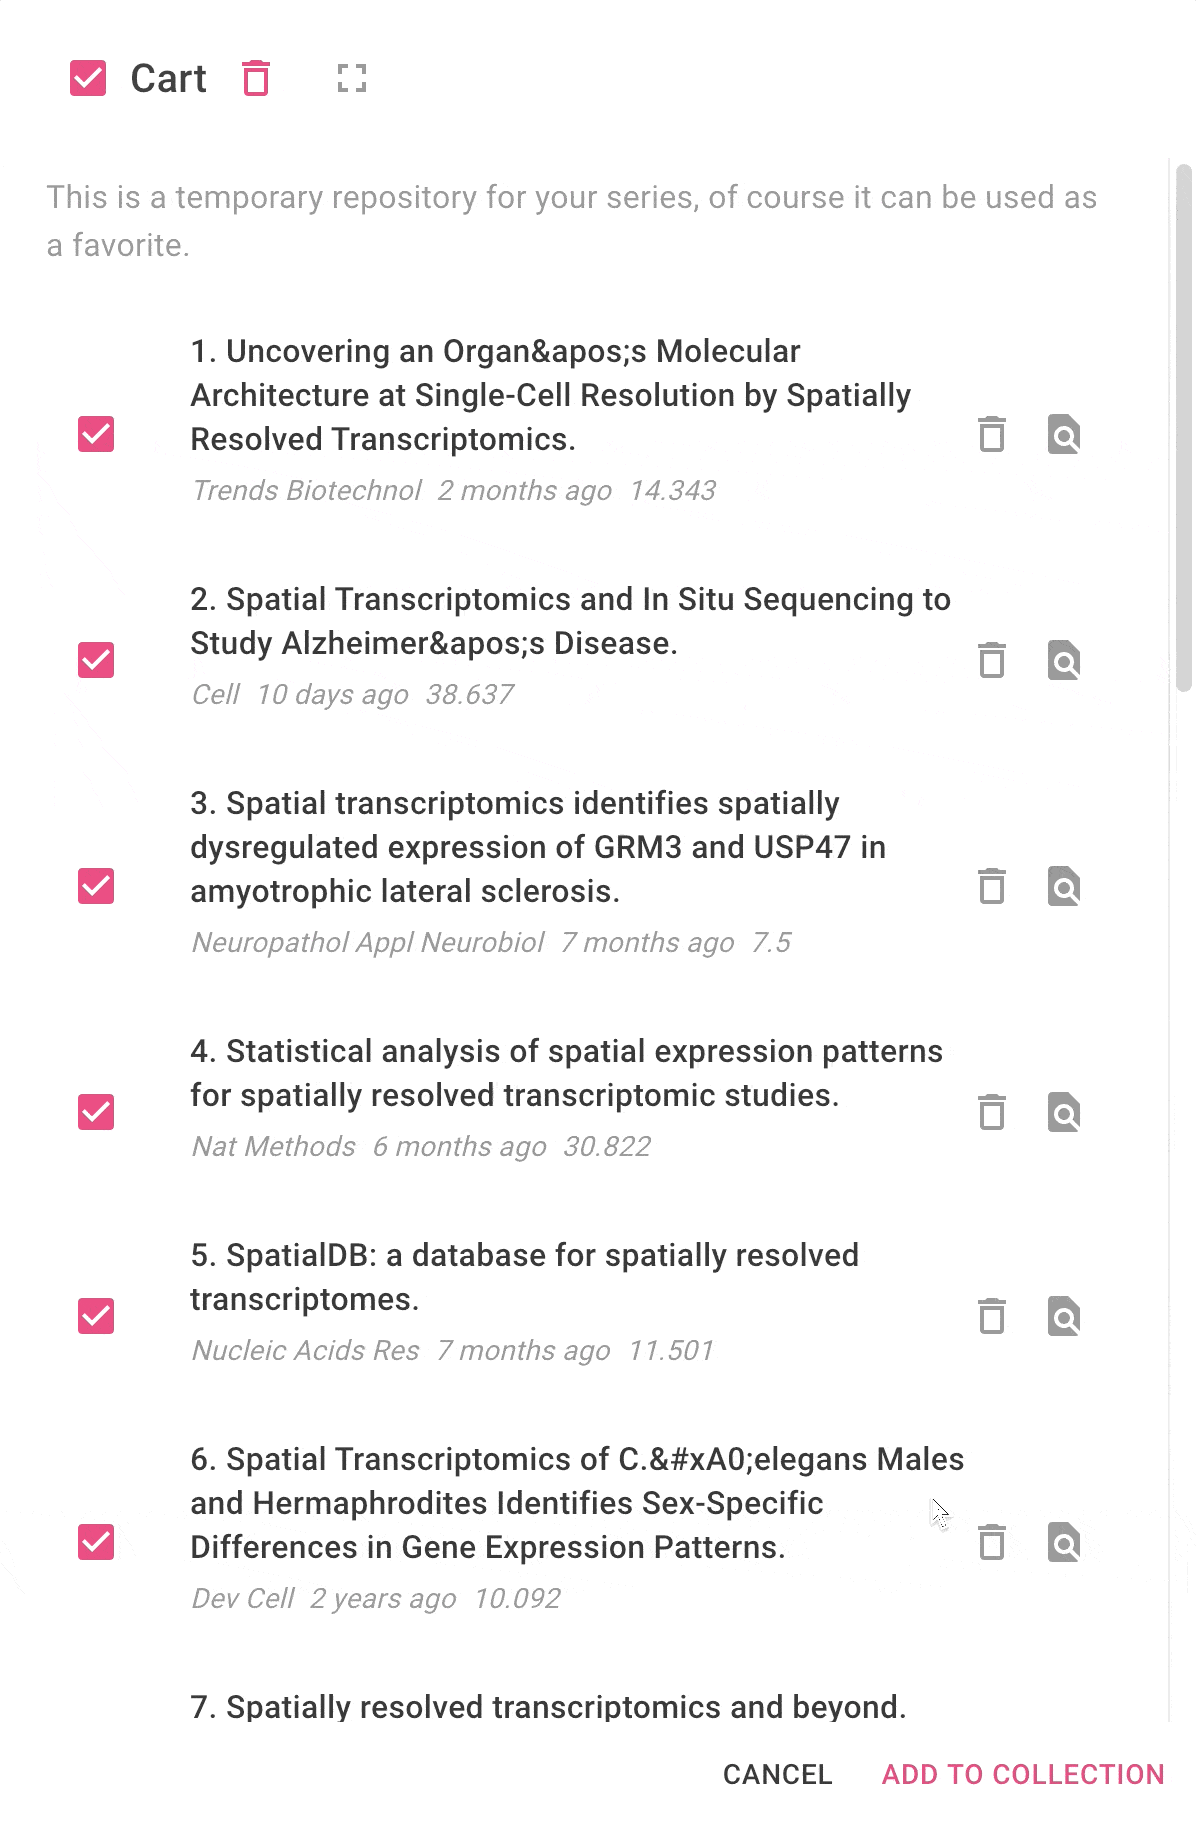 Cart
This is a temporary repository for your series, of course it can be used as
a favorite.
1. Uncovering an Organ&apos;s Molecular
Architecture at Single-Cell Resolution by Spatially
Resolved Transcriptomics.
Trends Biotechnol 2 months ago 14.343
2. Spatial Transcriptomics and In Situ Sequencing to
Study Alzheimer&apos;s Disease.
Cell 10 days ago 38.637
3. Spatial transcriptomics identifies spatially
dysregulated expression of GRM3 and USP47 in
amyotrophic lateral sclerosis.
Neuropathol Appl Neurobiol 7 months ago 7.5
4. Statistical analysis of spatial expression patterns
for spatially resolved transcriptomic studies.
Nat Methods 6 months ago 30.822
5. SpatialDB: a database for spatially resolved
transcriptomes.
Nucleic Acids Res 7 months ago 11.501
6. Spatial Transcriptomics of C.&#xA0;elegans Males
and Hermaphrodites Identifies Sex-Specific
Differences in Gene Expression Patterns.
Dev Cell 2 years ago 10.092
7. Spatially resolved transcriptomics and beyond.
CANCEL ADD TO COLLECTION